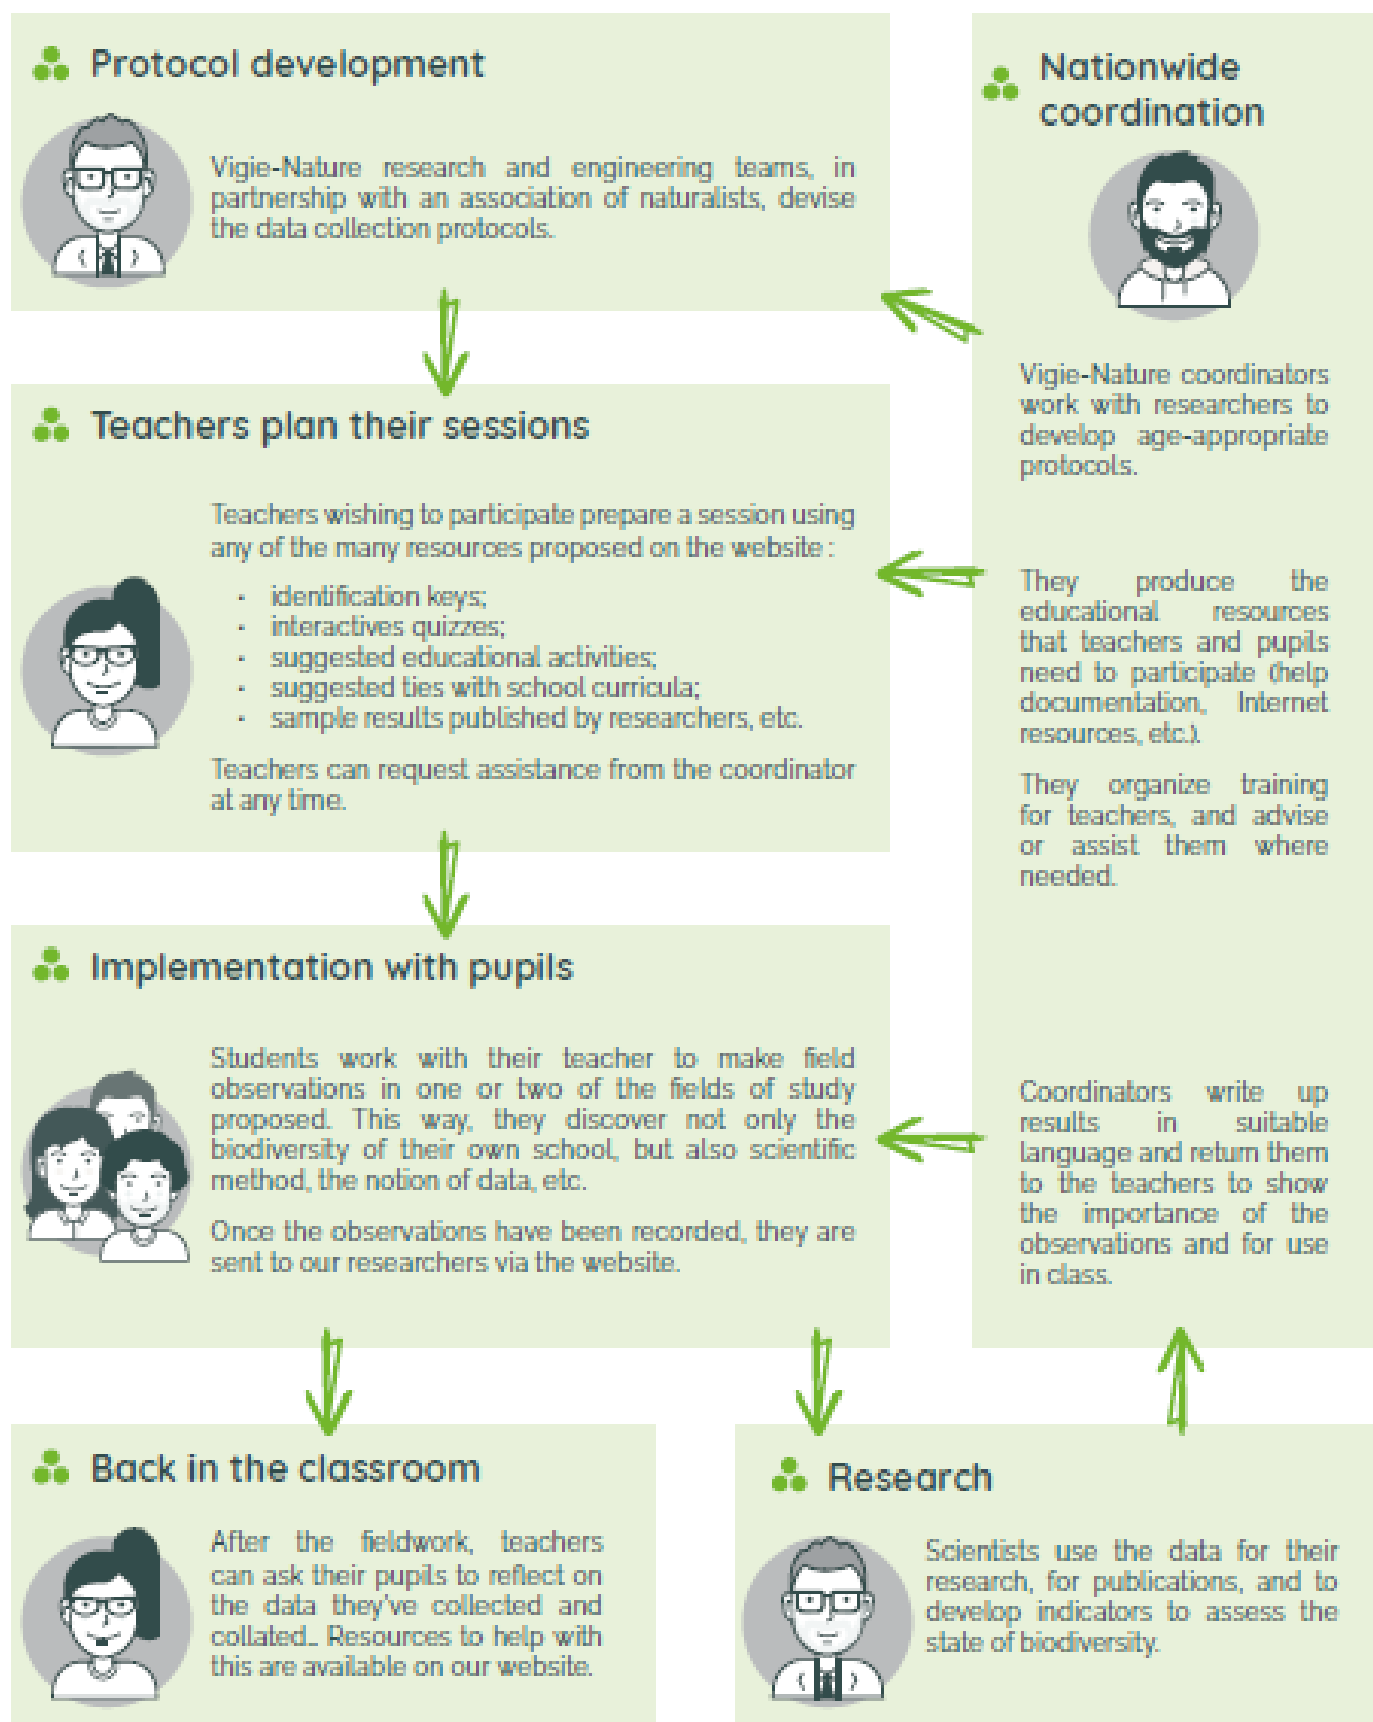 Protocol development
Vigie-Nature research and engineering teams, in
partnership with an association of naturalists, devise
the data collection protocols.
Teachers plan their sessions
Teachers wishing to participate prepare a session using
any of the many resources proposed on the website :
• identification keys;
• interactives quizzes;
• suggested educational activities;
• suggested ties with school curricula;
• sample results published by researchers, etc.
Teachers can request assistance from the coordinator
at any time.
Implementation with pupils
Students work with their teacher to make field
observations in one or two of the fields of study
proposed. This way, they discover not only the
biodiversity of their own school, but also scientific
method, the notion of data, etc.
Once the observations have been recorded, they are
sent to our researchers via the website.
Nationwide
coordination
Vigie-Nature coordinators
work with researchers to
develop age-appropriate
protocols.
They produce the
educational resources
that teachers and pupils
need to participate (help
documentation, Internet
resources, etc.).
They organize training
for teachers, and advise
or assist them where
needed.
Coordinators write up
results in suitable
language and return them
to the teachers to show
the importance of the
observations and for use
in class.
Back in the classroom
After the fieldwork, teachers
can ask their pupils to reflect on
the data they've collected and
collated… Resources to help with
this are available on our website.
Research
Scientists use the data for their
research, for publications, and to
develop indicators to assess the
state of biodiversity.